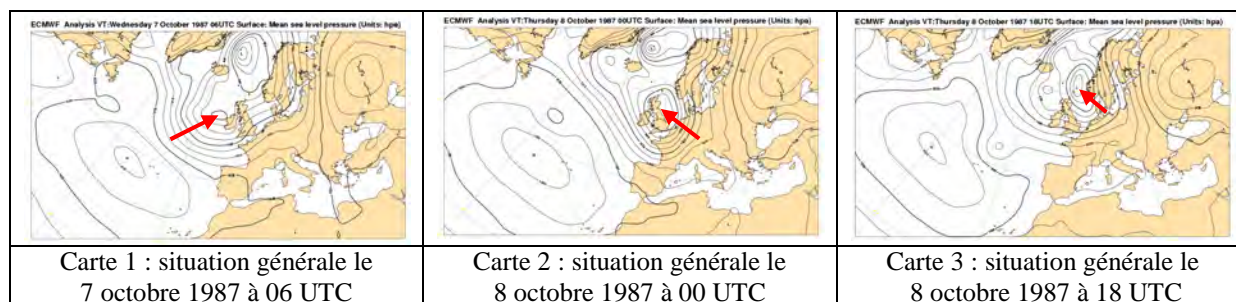 ECMWF Analysis VT:Wednesday 7 October 1987 06UTC Surface: Mean sea level pressure (Units: hpa)
ECMWF Analysis VT:Thursday 8 October 1987 00UTC Surface: Mean sea level pressure (Units: hpa)
ECMWF Analysis VT:Thursday 8 October 1987 18UTC Surface: Mean sea level pressure (Units: hpa)
Carte 1 : situation générale le
7 octobre 1987 à 06 UTC
Carte 2 : situation générale le
8 octobre 1987 à 00 UTC
Carte 3 : situation générale le
8 octobre 1987 à 18 UTC